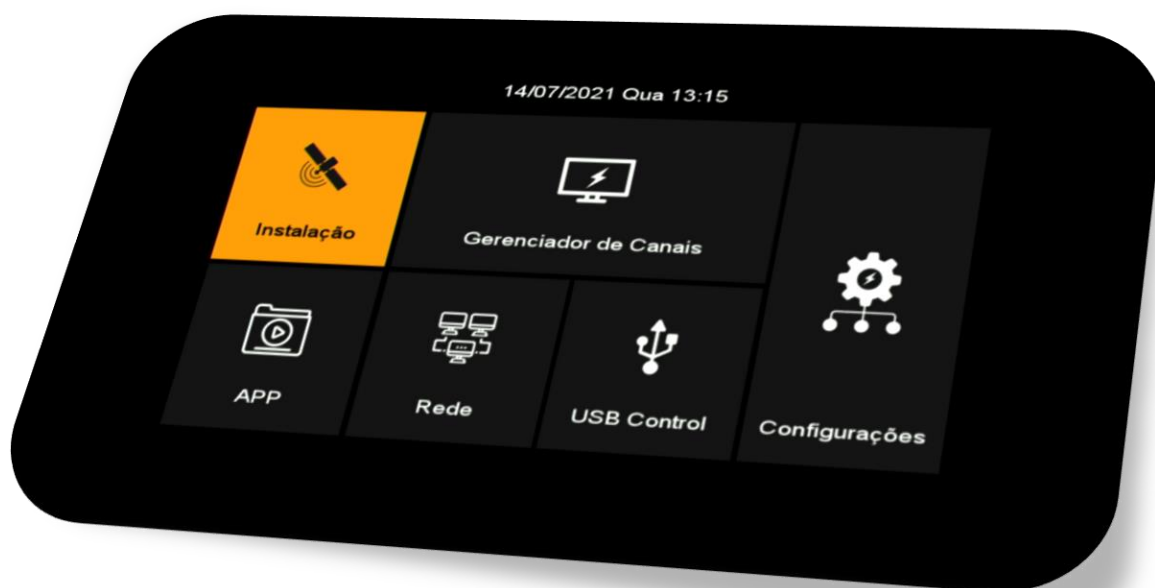 14/07/2021 Qua 13:15
Instalação
Gerenciador de Canais
APP
Rede
USB Control
Configurações